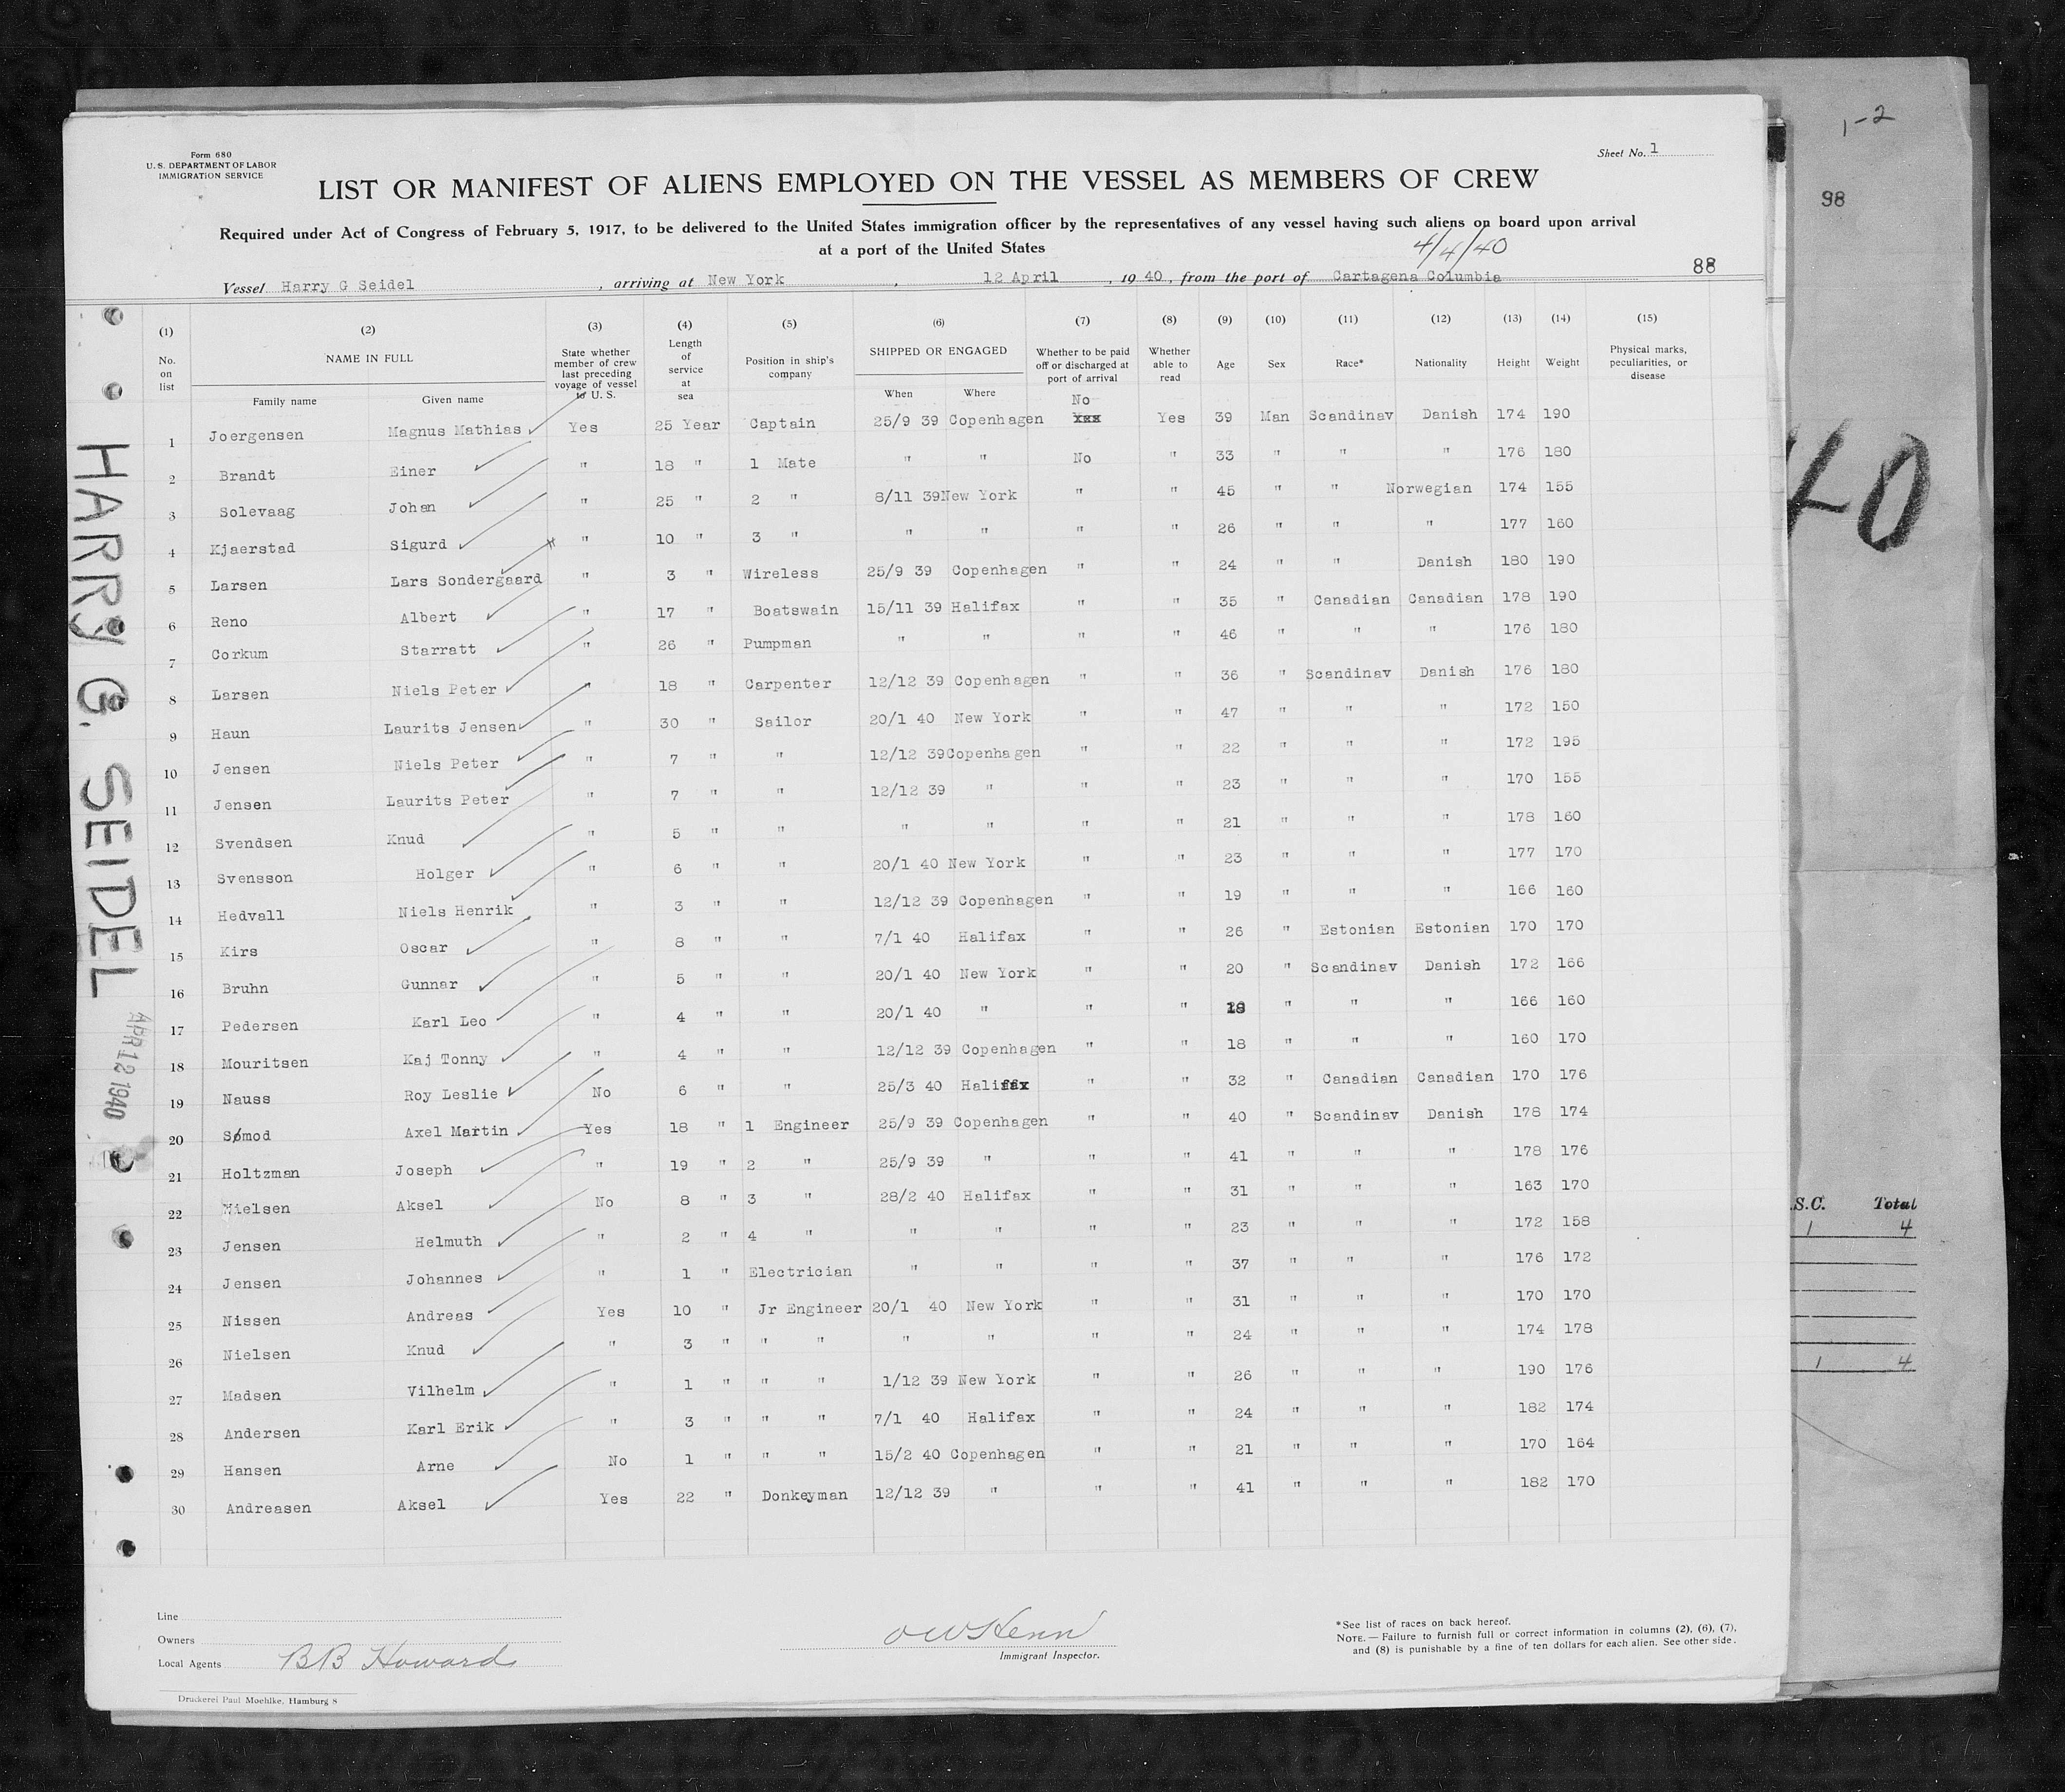 1-2
98
Form 680
U. S. DEPARTMENT OF LABOR
IMMIGRATION SERVICE
Sheet No. 1
LIST OR MANIFEST OF ALIENS EMPLOYED ON THE VESSEL AS MEMBERS OF CREW
Required under Act of Congress of February 5, 1917, to be delivered to the United States immigration officer by the representatives of any vessel having such aliens on board upon arrival
at a port of the United States
4/4/40
88
Vessel Harry G Seidel, arriving at New York, 12 April, 19 40, from the port of Cartagena Columbia
(1) (2) (3) (4) (5) (6) (7) (8) (9) (10) (11) (12) (13) (14) (15)
No. on list NAME IN FULL Family name Given name State whether member of crew last preceding voyage of vessel to U. S. Length of service at sea Position in ship's company SHIPPED OR ENGAGED When Where Whether to be paid off or discharged at port of arrival Whether able to read Age Sex Race* Nationality Height Weight Physical marks, peculiarities, or disease
No
1 Joergensen Magnus Mathias Yes 25 Year Captain 25/9 39 Copenhagen Yes Yes 39 Man Scandinav Danish 174 190
2 Brandt Einer " 18 " 1 Mate " " No " 33 " " " 176 180
3 Solevaag Johan " 25 " 2 " 8/11 39 New York " " 45 " " Norwegian 174 155
4 Kjaerstad Sigurd " 10 " 3 " " " " " 26 " " " 177 160
5 Larsen Lars Sondergaard " 3 " Wireless 25/9 39 Copenhagen " " 24 " " Danish 180 190
6 Reno Albert " 17 " Boatswain 15/11 39 Halifax " " 35 " Canadian Canadian 178 190
7 Corkum Starratt " 26 " Pumpman " " " " 46 " " " 176 180
8 Larsen Niels Peter " 18 " Carpenter 12/12 39 Copenhagen " " 36 " Scandinav Danish 176 180
9 Haun Laurits Jensen " 30 " Sailor 20/1 40 New York " " 47 " " " 172 150
10 Jensen Niels Peter " 7 " " 12/12 39 Copenhagen " " 22 " " " 172 195
11 Jensen Laurits Peter " 7 " " 12/12 39 " " " 23 " " " 170 155
12 Svendsen Knud " 5 " " " " " " 21 " " " 178 160
13 Svensson Holger " 6 " " 20/1 40 New York " " 23 " " " 177 170
14 Hedvall Niels Henrik " 3 " " 12/12 39 Copenhagen " " 19 " " " 166 160
15 Kirs Oscar " 8 " " 7/1 40 Halifax " " 26 " Estonian Estonian 170 170
16 Bruhn Gunnar " 5 " " 20/1 40 New York " " 20 " Scandinav Danish 172 166
17 Pedersen Karl Leo " 4 " " 20/1 40 " " " " " " 166 160
18 Mouritsen Kaj Tonny " 4 " " 12/12 39 Copenhagen " " 18 " " " 160 170
19 Nauss Roy Leslie No 6 " " 25/3 40 Halifax " " 32 " Canadian Canadian 170 176
20 Sømod Axel Martin Yes 18 " 1 Engineer 25/9 39 Copenhagen " " 40 " Scandinav Danish 178 174
21 Holtzman Joseph " 19 " 2 " 25/9 39 " " " 41 " " " 178 176
22 Nielsen Aksel No 8 " 3 " 28/2 40 Halifax " " 31 " " " 163 170
23 Jensen Helmuth " 2 " 4 " " " " " 23 " " " 172 158
24 Jensen Johannes " 1 " Electrician " " " " 37 " " " 176 172
25 Nissen Andreas Yes 10 " Jr Engineer 20/1 40 New York " " 31 " " " 170 170
26 Nielsen Knud " 3 " " " " " " " 24 " " " 174 178
27 Madsen Vilhelm " 1 " " " 1/12 39 New York " " 26 " " " 190 176
28 Andersen Karl Erik " 3 " " " 7/1 40 Halifax " " 24 " " " 182 174
29 Hansen Arne No 1 " " " 15/2 40 Copenhagen " " 21 " " " 170 164
30 Andreasen Aksel Yes 22 " Donkeyman 12/12 39 " " " 41 " " " 182 170
HARRY G. SEIDEL
APR 12 1940
40
S.C. Total
1 4
1 4
Line
Owners
Local Agents BB Howard
Immigrant Inspector.
*See list of races on back hereof.
NOTE.—Failure to furnish full or correct information in columns (2), (6), (7),
and (8) is punishable by a fine of ten dollars for each alien. See other side.
Druckerei Paul Moehlke, Hamburg 8